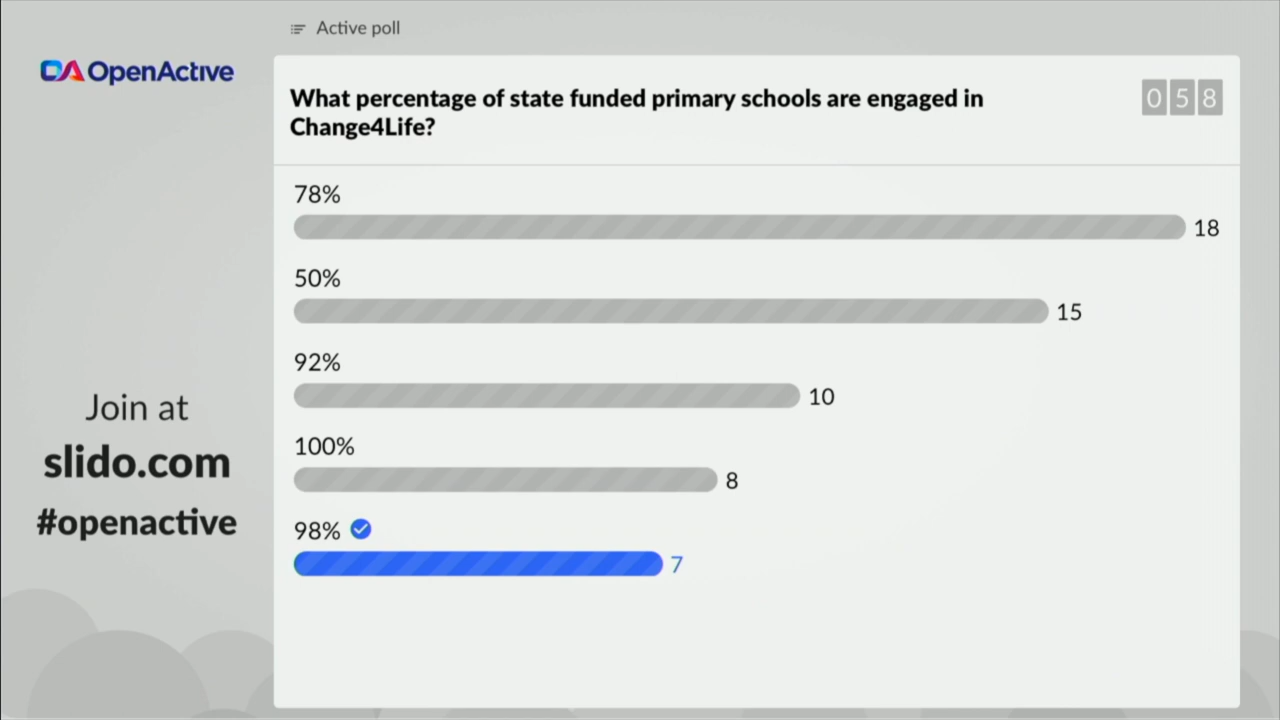 Active poll
OpenActive
What percentage of state funded primary schools are engaged in
Change4Life?
058
78%
18
50%
15
92%
10
100%
8
98%
7
Join at
slido.com
#openactive